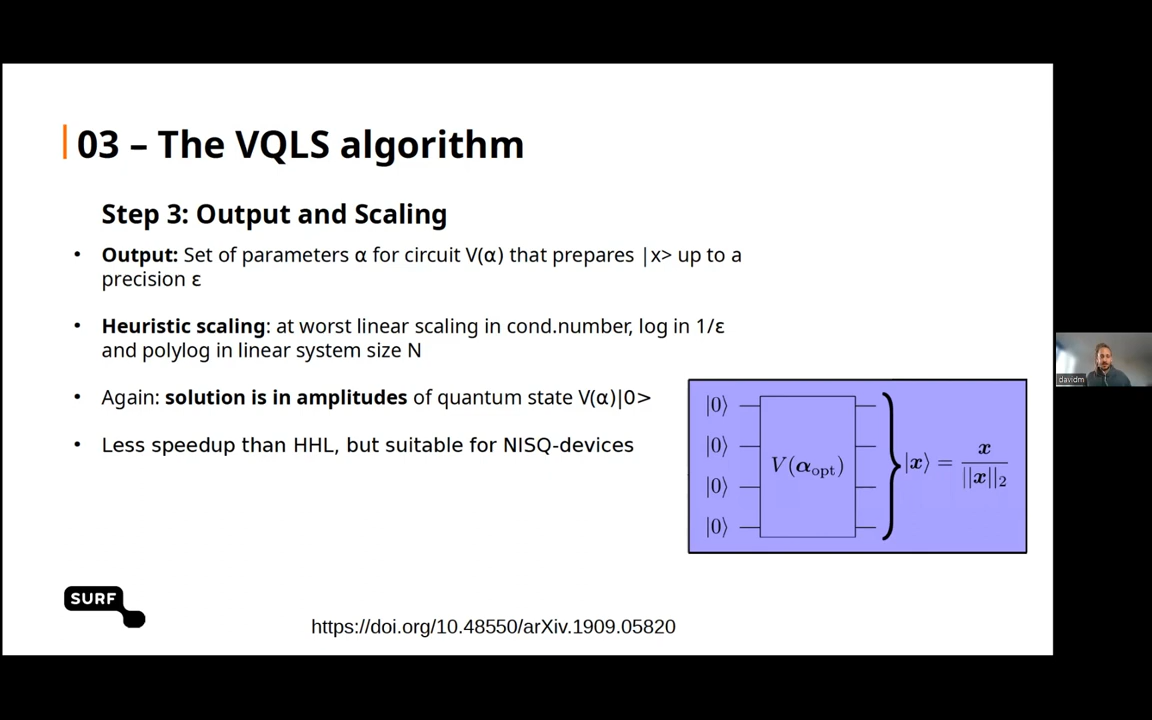 03 – The VQLS algorithm
Step 3: Output and Scaling
• Output: Set of parameters α for circuit V(α) that prepares |x> up to a
precision ε
• Heuristic scaling: at worst linear scaling in cond.number, log in 1/ε
and polylog in linear system size N
• Again: solution is in amplitudes of quantum state V(α)|0>
• Less speedup than HHL, but suitable for NISQ-devices
|0⟩
|0⟩
|0⟩
|0⟩
V(α_opt)
|x⟩ = x / ||x||₂
SURF
https://doi.org/10.48550/arXiv.1909.05820
davidm